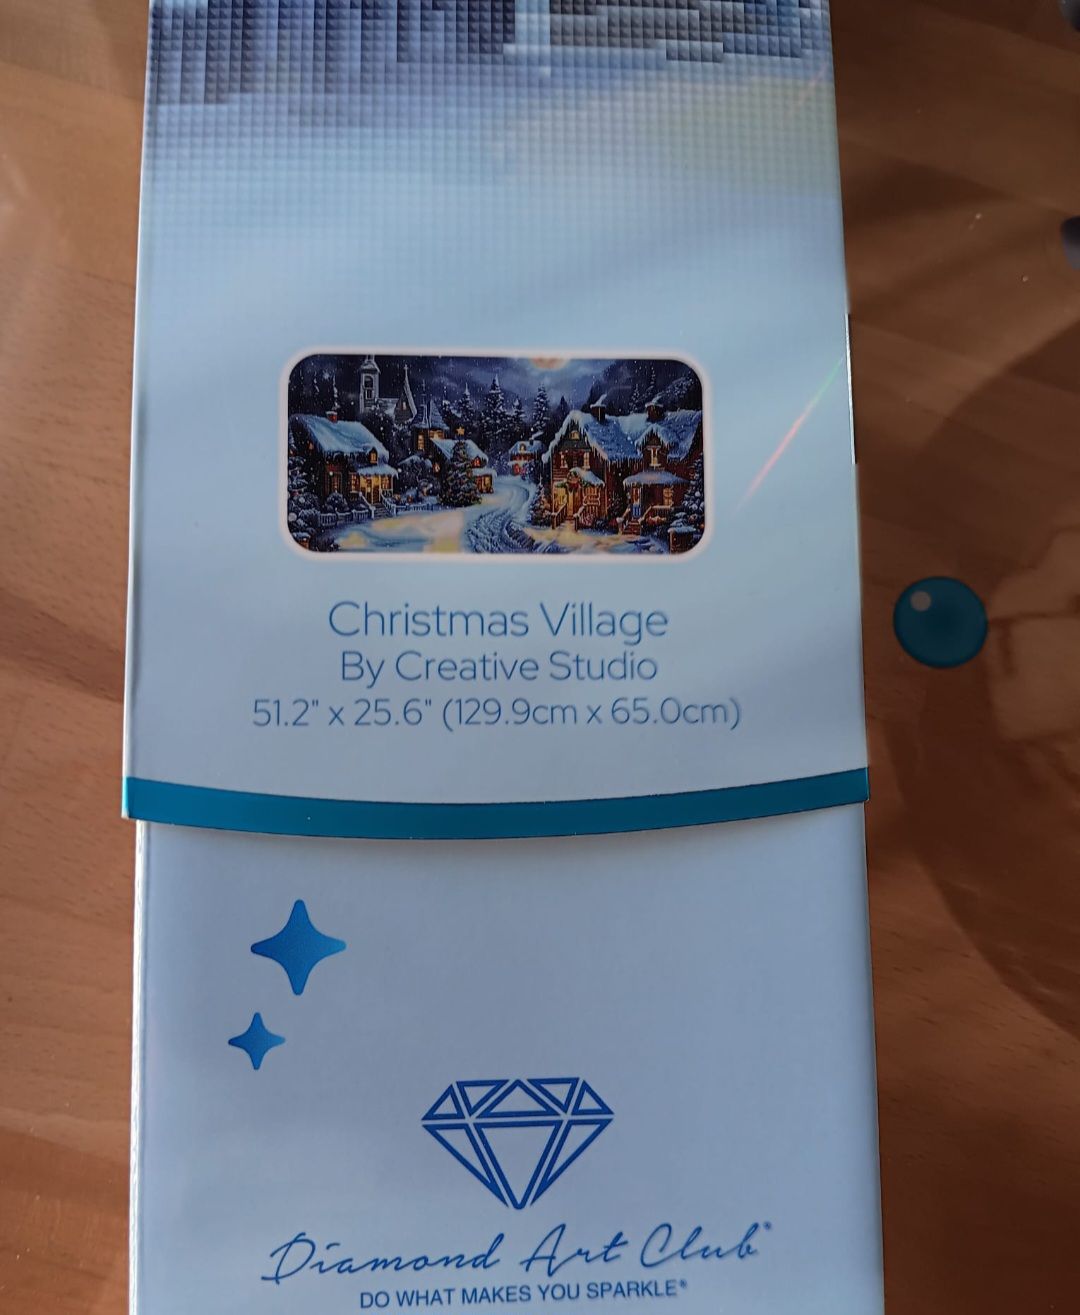 Christmas Village
By Creative Studio
51.2" x 25.6" (129.9cm x 65.0cm)
Diamond Art Club®
DO WHAT MAKES YOU SPARKLE®